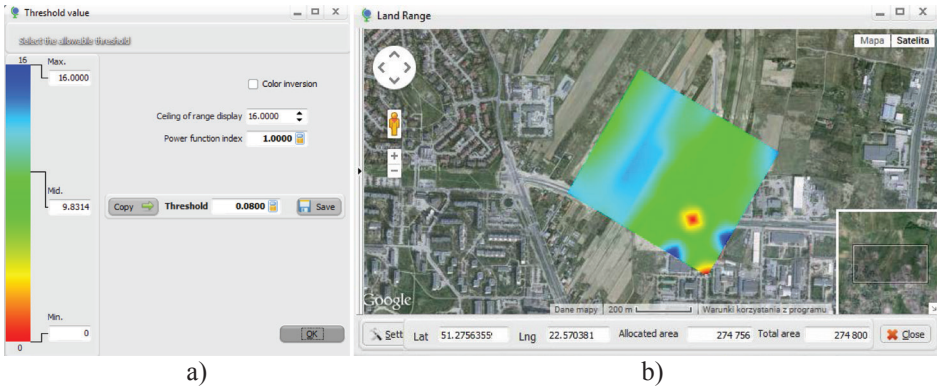 Threshold value
Select the allowable threshold
16
Max.
16.0000
Color inversion
Ceiling of range display 16.0000
Power function index 1.0000
Mid.
9.8314
Copy Threshold 0.0800 Save
Min.
0
0
OK
a)
Land Range
Mapa Satelita
Google
Dane mapy 200 m Warunki korzystania z programu
Sett Lat 51.2756355 Lng 22.570381 Allocated area 274 756 Total area 274 800 Close
b)